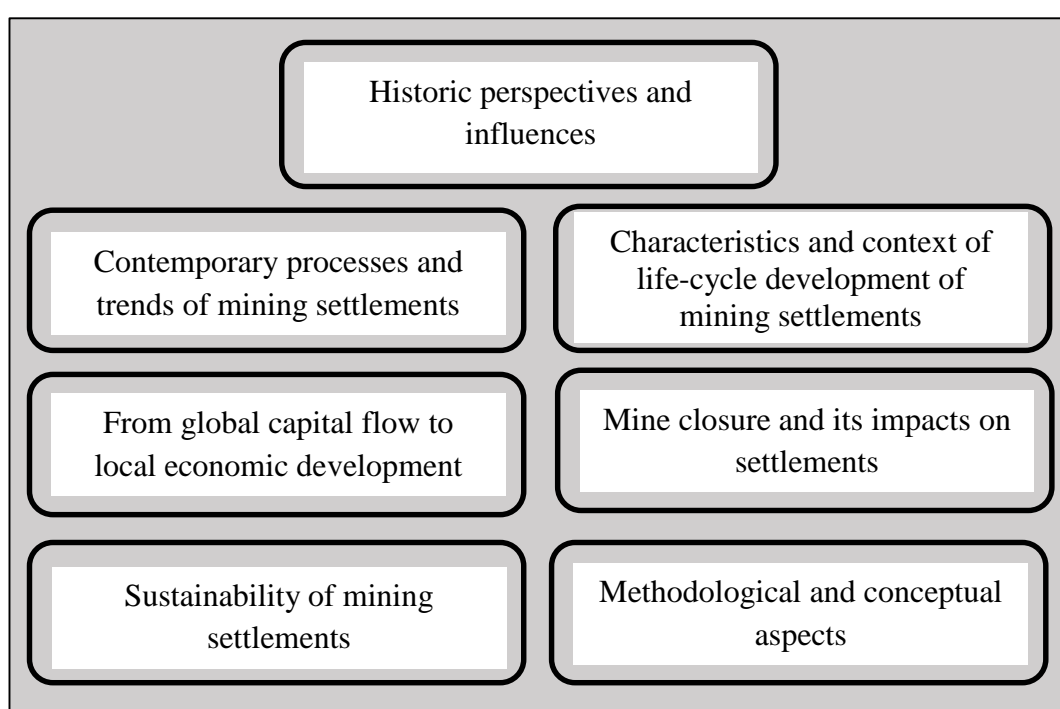 Historic perspectives and
influences
Contemporary processes and
trends of mining settlements
Characteristics and context of
life-cycle development of
mining settlements
From global capital flow to
local economic development
Mine closure and its impacts on
settlements
Sustainability of mining
settlements
Methodological and conceptual
aspects